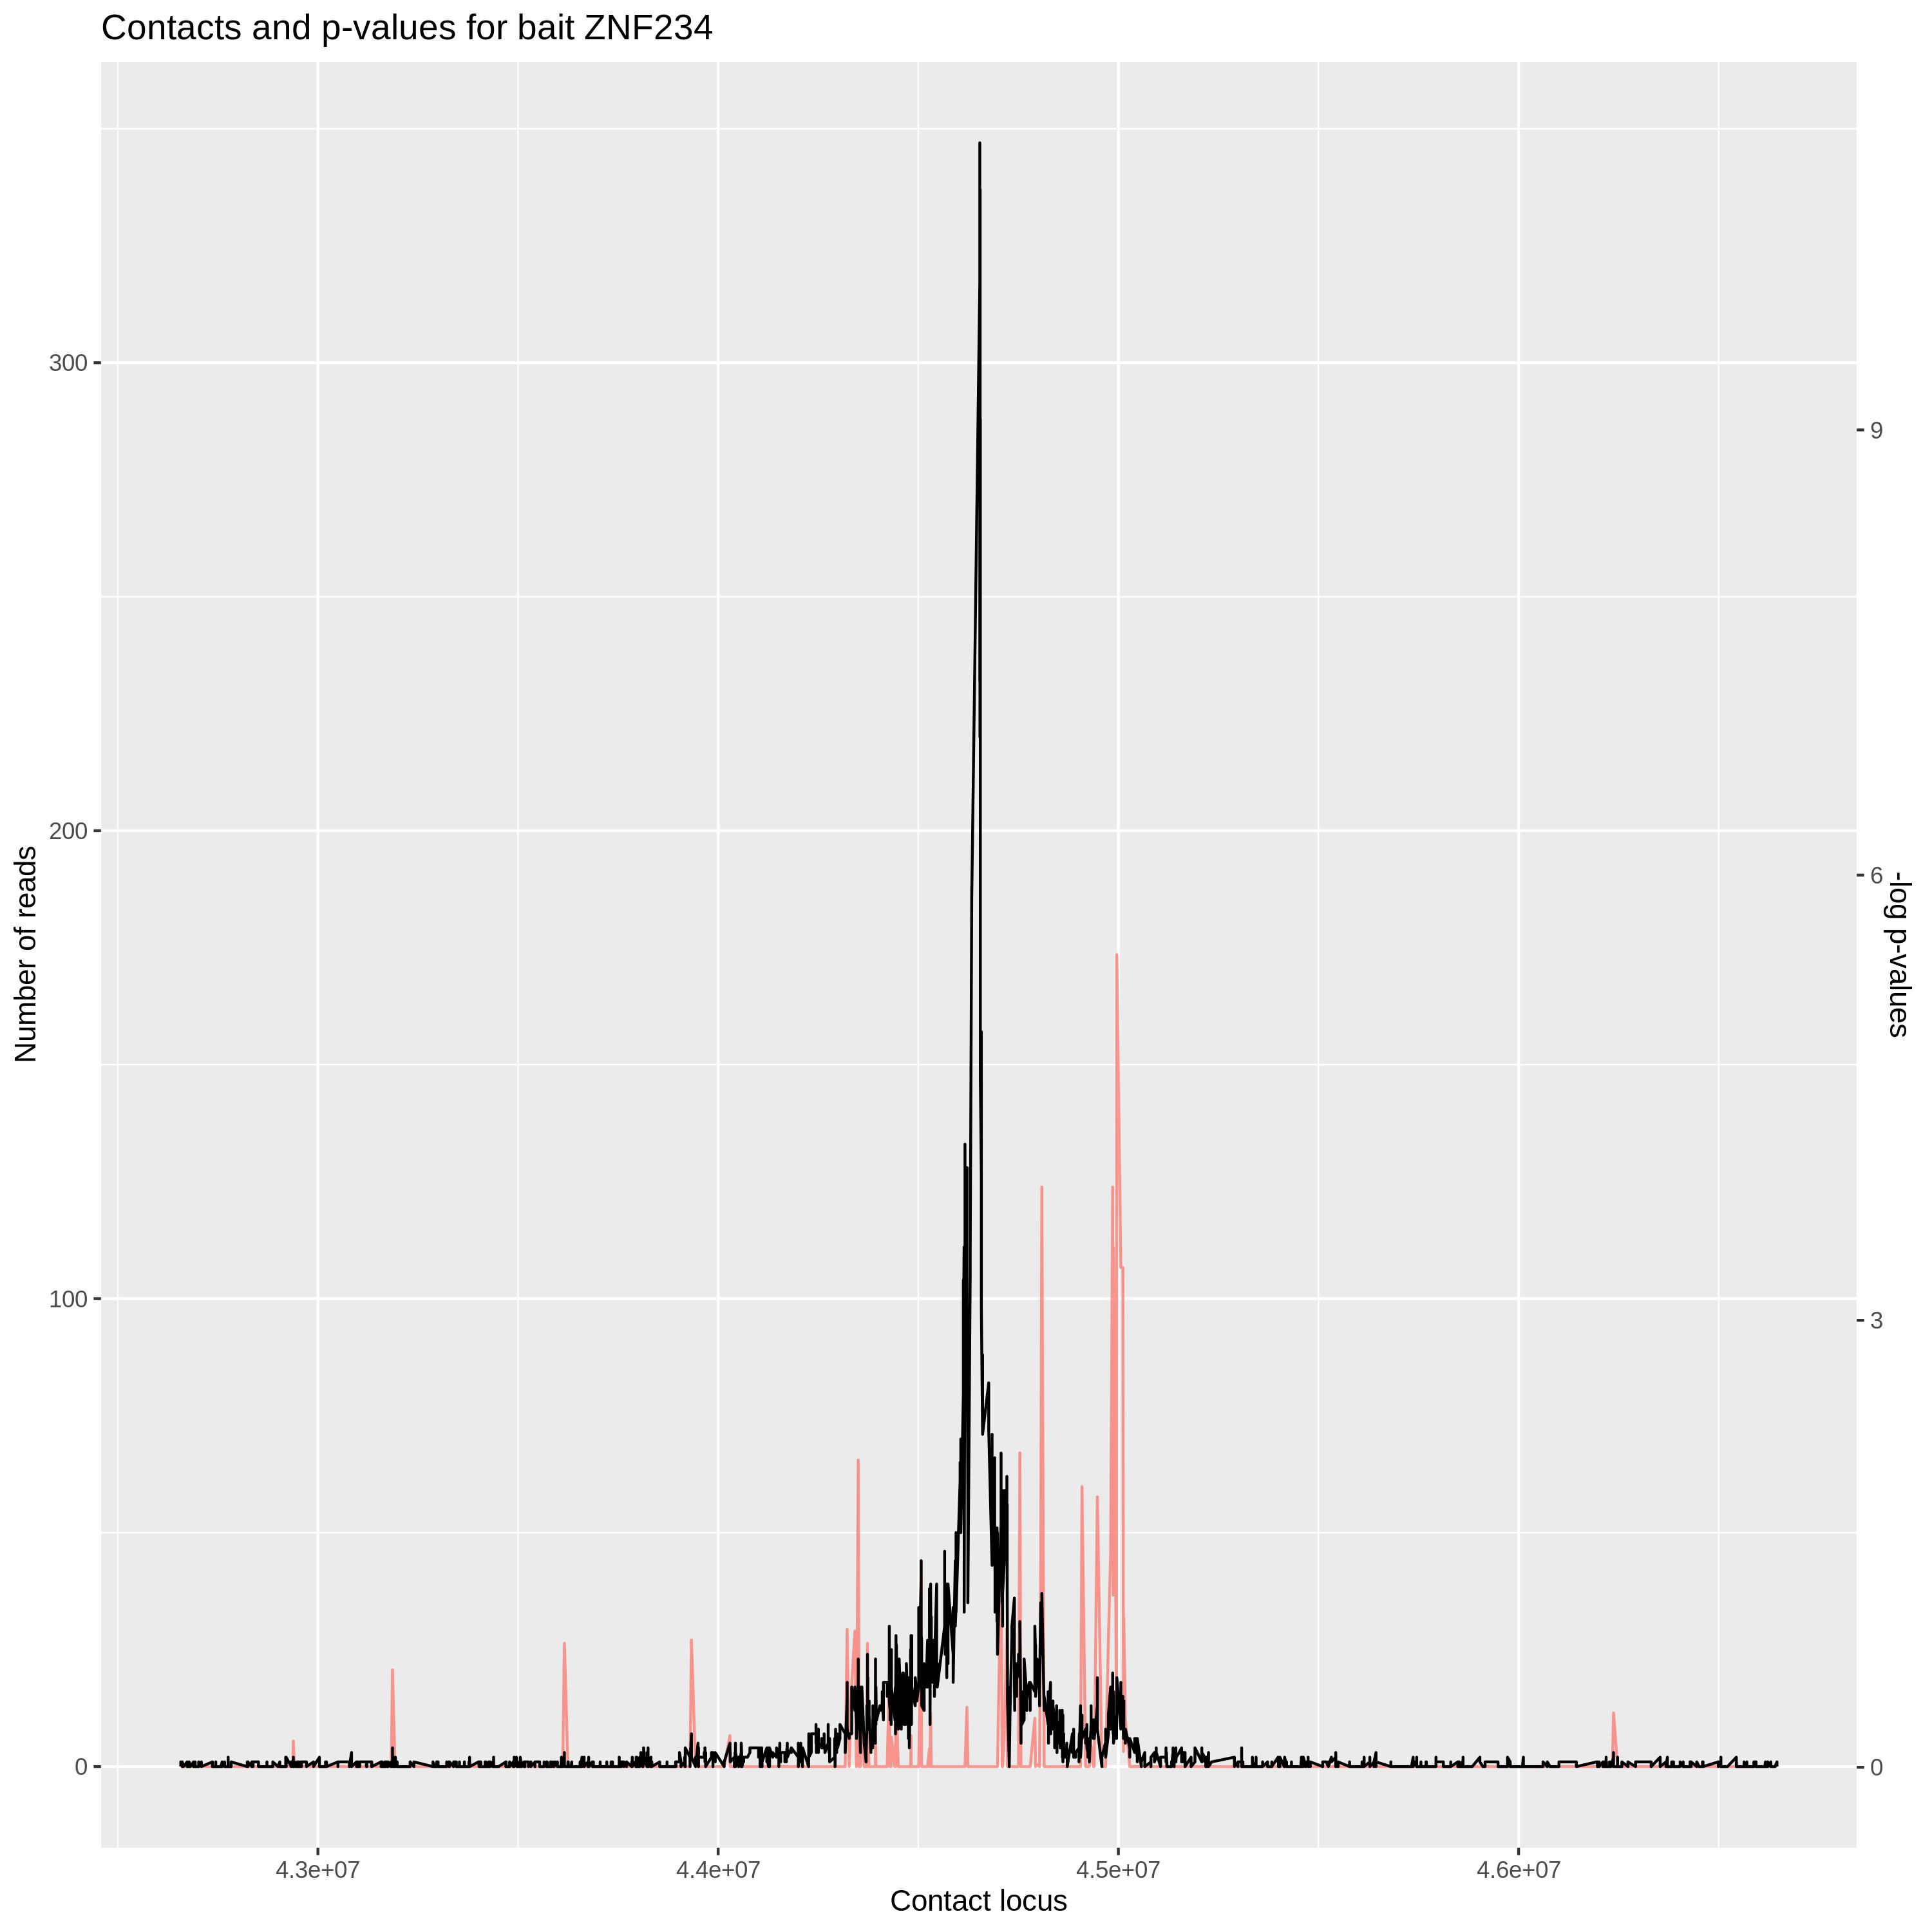 Contacts and p-values for bait ZNF234
Number of reads
300
200
100
0
9
6
3
0
-log p-values
4.3e+07 4.4e+07 4.5e+07 4.6e+07
Contact locus